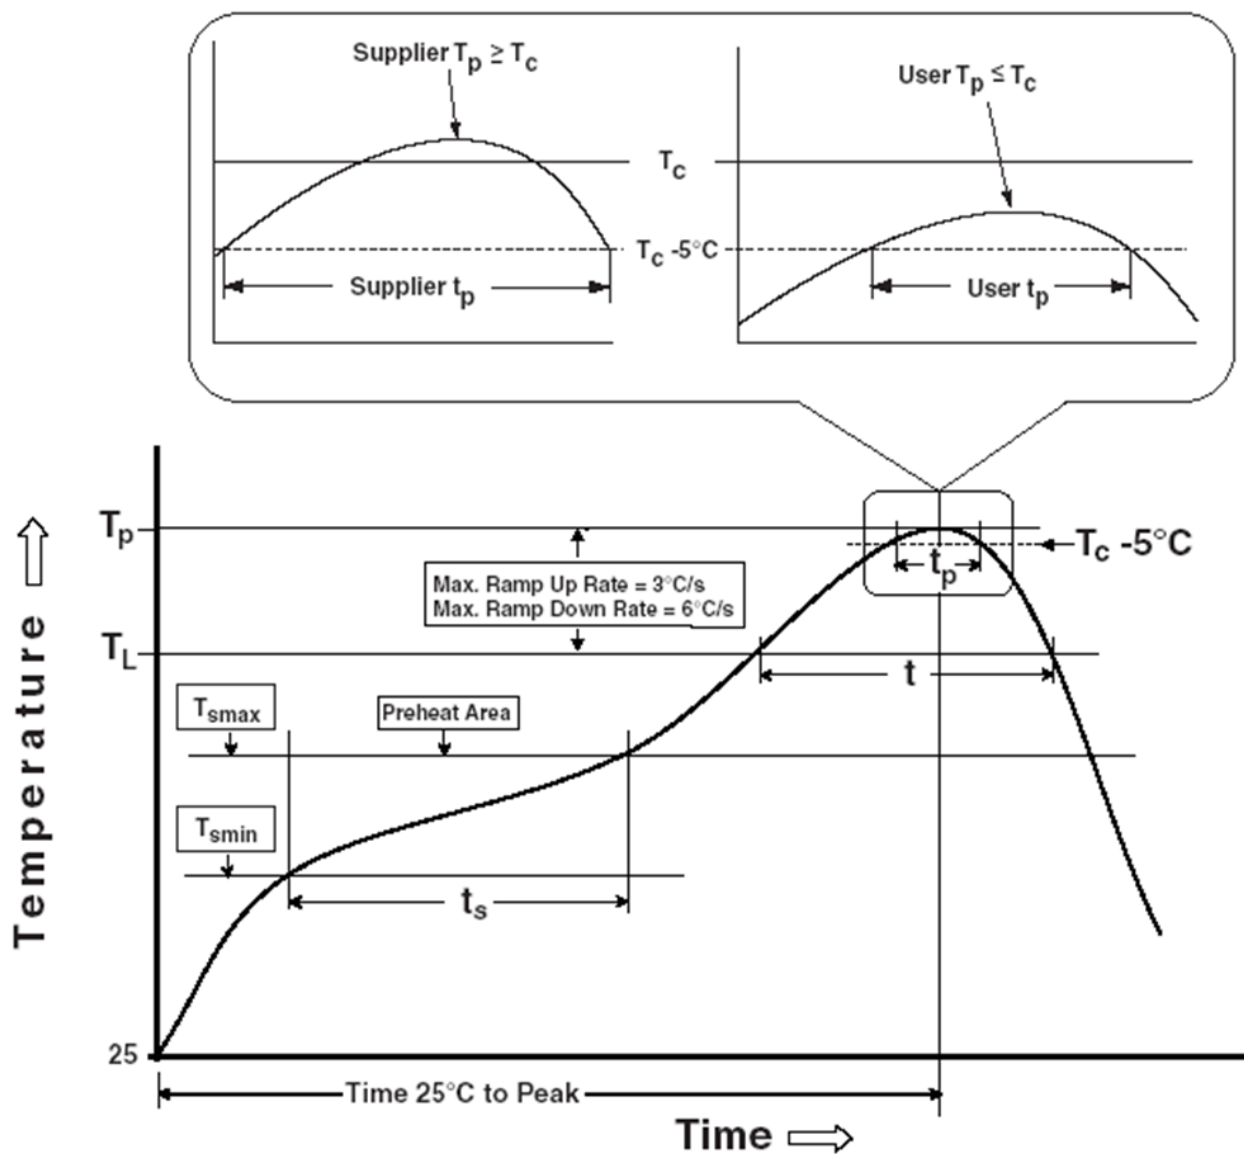 Supplier Tp ≥ Tc
User Tp ≤ Tc
Tc
Tc -5°C
Supplier tp
User tp
Tp
Tc -5°C
tp
Max. Ramp Up Rate = 3°C/s
Max. Ramp Down Rate = 6°C/s
TL
t
Tsmax
Preheat Area
Tsmin
ts
Temperature
25
Time 25°C to Peak
Time